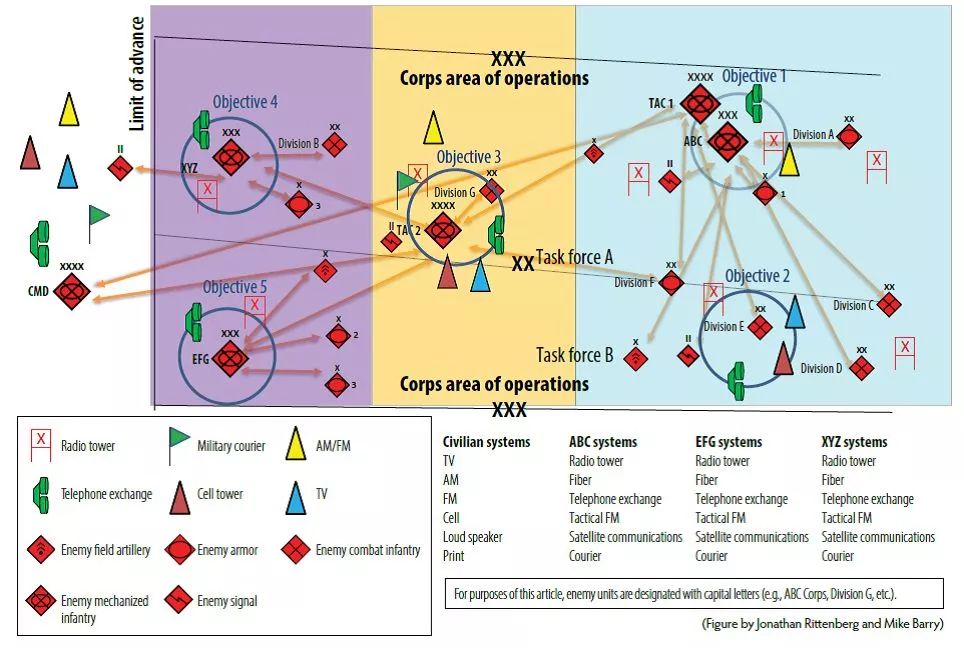 Limit of advance
XXX
Corps area of operations
XXXX
Objective 1
TAC 1
XXX
ABC
XX
Division A
Objective 4
XXX
XYZ
XX
Division B
X
3
II
X
Objective 3
XX
Division G
XXXX
II
TAC 2
X
II
X
X
1
X
XXXX
CMD
XX
Task force A
X
XX
Division F
Objective 2
X
XX
Division E
XX
Division C
Objective 5
X
XXX
EFG
X
2
X
3
Task force B
X
II
XX
Division D
X
Corps area of operations
XXX
X
Radio tower
Military courier
AM/FM
Telephone exchange
Cell tower
TV
Enemy field artillery
Enemy armor
Enemy combat infantry
Enemy mechanized
infantry
Enemy signal
Civilian systems
TV
AM
FM
Cell
Loud speaker
Print
ABC systems
Radio tower
Fiber
Telephone exchange
Tactical FM
Satellite communications
Courier
EFG systems
Radio tower
Fiber
Telephone exchange
Tactical FM
Satellite communications
Courier
XYZ systems
Radio tower
Fiber
Telephone exchange
Tactical FM
Satellite communications
Courier
For purposes of this article, enemy units are designated with capital letters (e.g., ABC Corps, Division G, etc.).
(Figure by Jonathan Rittenberg and Mike Barry)